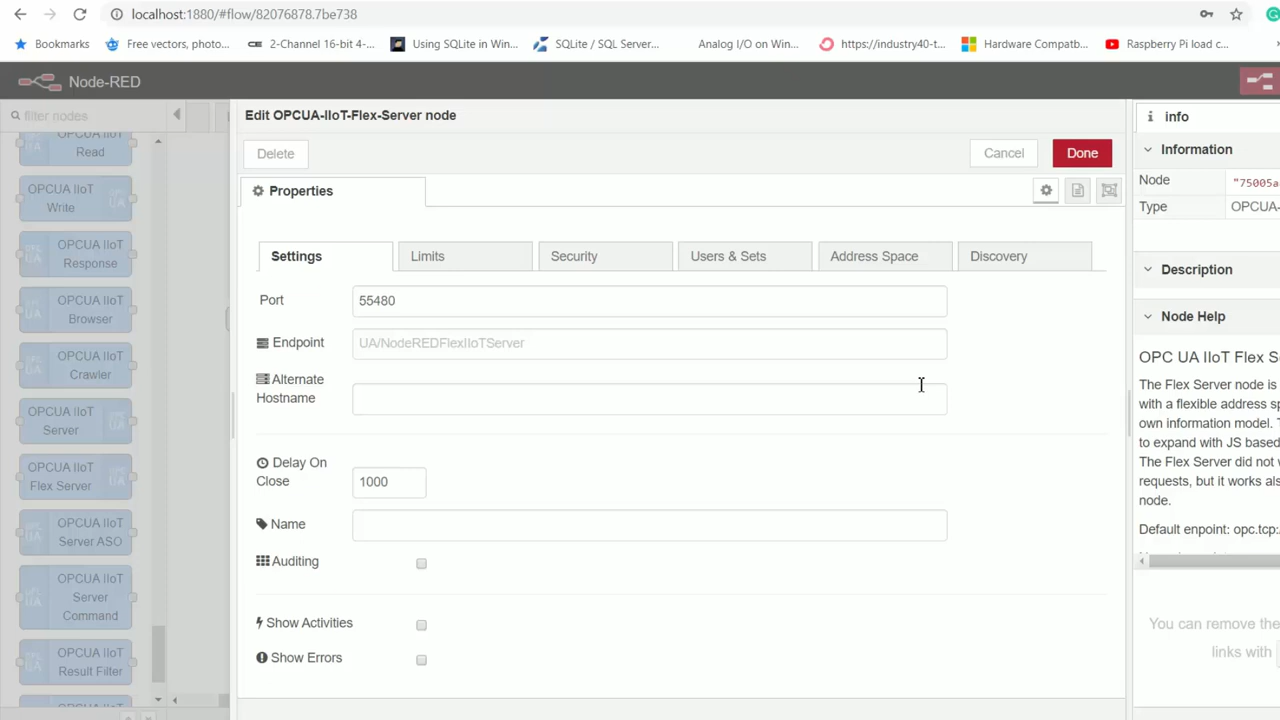 localhost:1880/#flow/82076878.7be738
Bookmarks
Free vectors, photo...
2-Channel 16-bit 4-...
Using SQLite in Win...
SQLite / SQL Server...
Analog I/O on Win...
https://industry40-t...
Hardware Compatb...
Raspberry Pi load c...
Node-RED
filter nodes
Edit OPCUA-IIoT-Flex-Server node
info
Delete
Cancel
Done
Information
Properties
Node
"75005a
Type
OPCUA-
OPCUA IIoT
Read
OPCUA IIoT
Write
OPCUA IIoT
Response
OPCUA IIoT
Browser
OPCUA IIoT
Crawler
OPCUA IIoT
Server
OPCUA IIoT
Flex Server
OPCUA IIoT
Server ASO
OPCUA IIoT
Server
Command
OPCUA IIoT
Result Filter
Settings
Limits
Security
Users & Sets
Address Space
Discovery
Port
55480
Endpoint
UA/NodeREDFlexIIoTServer
Alternate
Hostname
Delay On
Close
1000
Name
Auditing
Show Activities
Show Errors
Description
Node Help
OPC UA IIoT Flex S
The Flex Server node is
with a flexible address sp
own information model. T
to expand with JS based
The Flex Server did not w
requests, but it works als
node.
Default enpoint: opc.tcp:
You can remove the
links with